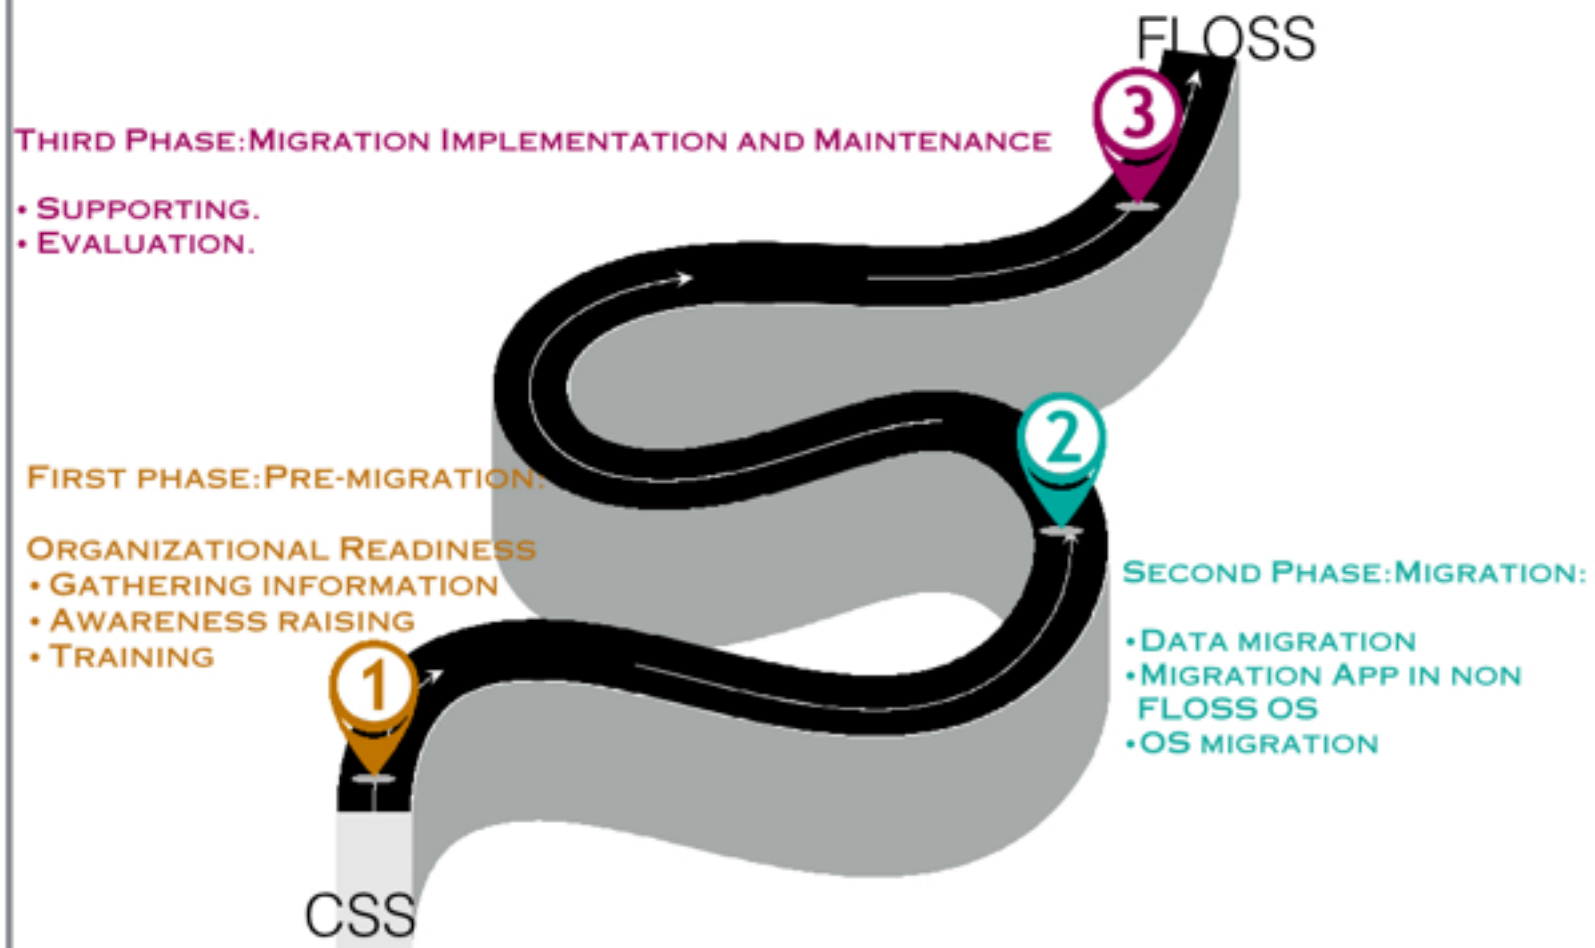 FLOSS
3
THIRD PHASE:MIGRATION IMPLEMENTATION AND MAINTENANCE
• SUPPORTING.
• EVALUATION.
2
FIRST PHASE:PRE-MIGRATION:
ORGANIZATIONAL READINESS
• GATHERING INFORMATION
• AWARENESS RAISING
• TRAINING
1
SECOND PHASE:MIGRATION:
•DATA MIGRATION
•MIGRATION APP IN NON
FLOSS OS
•OS MIGRATION
CSS